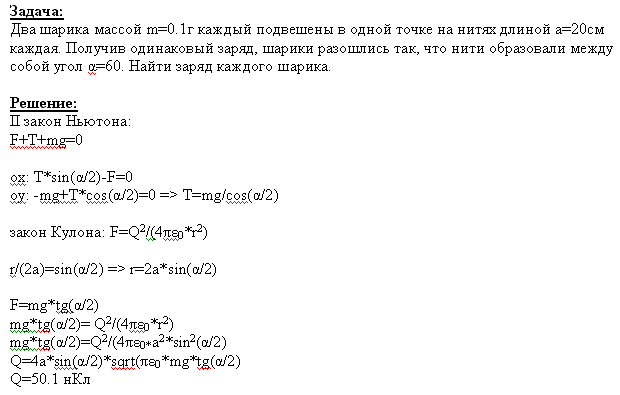 Задача:
Два шарика массой m=0.1г каждый подвешены в одной точке на нитях длиной a=20см
каждая. Получив одинаковый заряд, шарики разошлись так, что нити образовали между
собой угол α=60. Найти заряд каждого шарика.
Решение:
II закон Ньютона:
F+T+mg=0
ox: T*sin(α/2)-F=0
oy: -mg+T*cos(α/2)=0 => T=mg/cos(α/2)
закон Кулона: F=Q²/(4πε₀*r²)
r/(2a)=sin(α/2) => r=2a*sin(α/2)
F=mg*tg(α/2)
mg*tg(α/2)= Q²/(4πε₀*r²)
mg*tg(α/2)=Q²/(4πε₀*a²*sin²(α/2)
Q=4a*sin(α/2)*sqrt(πε₀*mg*tg(α/2)
Q=50.1 нКл